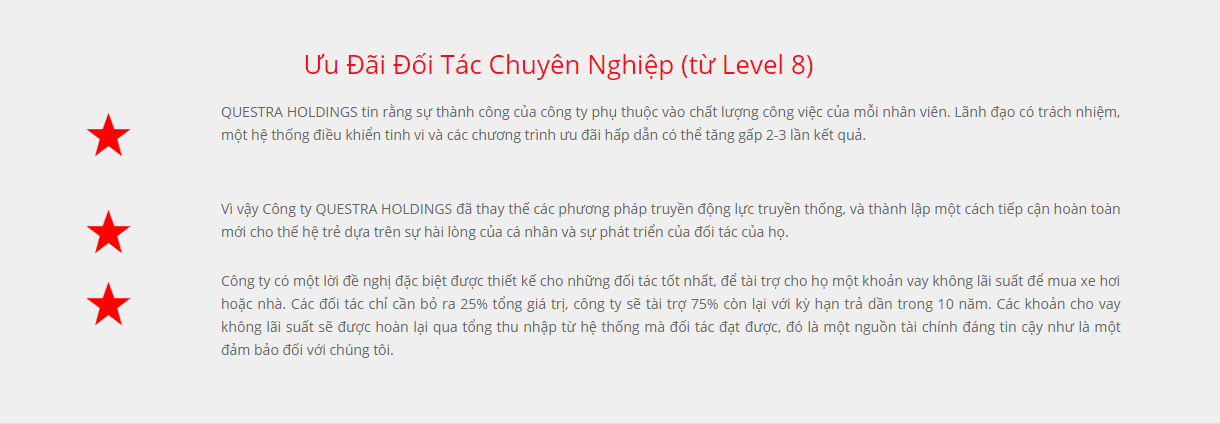 Ưu Đãi Đối Tác Chuyên Nghiệp (từ Level 8)
QUESTRA HOLDINGS tin rằng sự thành công của công ty phụ thuộc vào chất lượng công việc của mỗi nhân viên. Lãnh đạo có trách nhiệm,
một hệ thống điều khiển tinh vi và các chương trình ưu đãi hấp dẫn có thể tăng gấp 2-3 lần kết quả.
Vì vậy Công ty QUESTRA HOLDINGS đã thay thế các phương pháp truyền động lực truyền thống, và thành lập một cách tiếp cận hoàn toàn
mới cho thế hệ trẻ dựa trên sự hài lòng của cá nhân và sự phát triển của đối tác của họ.
Công ty có một lời đề nghị đặc biệt được thiết kế cho những đối tác tốt nhất, để tài trợ cho họ một khoản vay không lãi suất để mua xe hơi
hoặc nhà. Các đối tác chỉ cần bỏ ra 25% tổng giá trị, công ty sẽ tài trợ 75% còn lại với kỳ hạn trả dần trong 10 năm. Các khoản cho vay
không lãi suất sẽ được hoàn lại qua tổng thu nhập từ hệ thống mà đối tác đạt được, đó là một nguồn tài chính đáng tin cậy như là một
đảm bảo đối với chúng tôi.